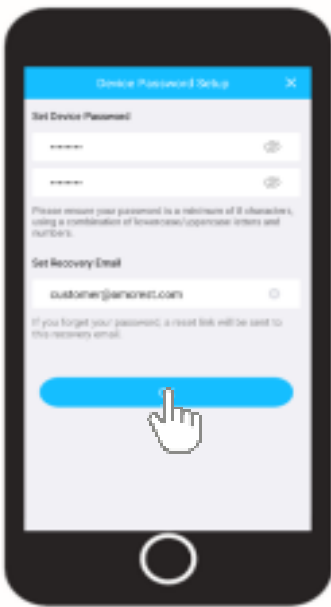 Device Password Setup
Set Device Password
Please ensure your password is a minimum of 8 characters,
using a combination of lowercase/uppercase letters and
numbers.
Set Recovery Email
customer@amcrest.com
If you forget your password, a reset link will be sent to
this recovery email.